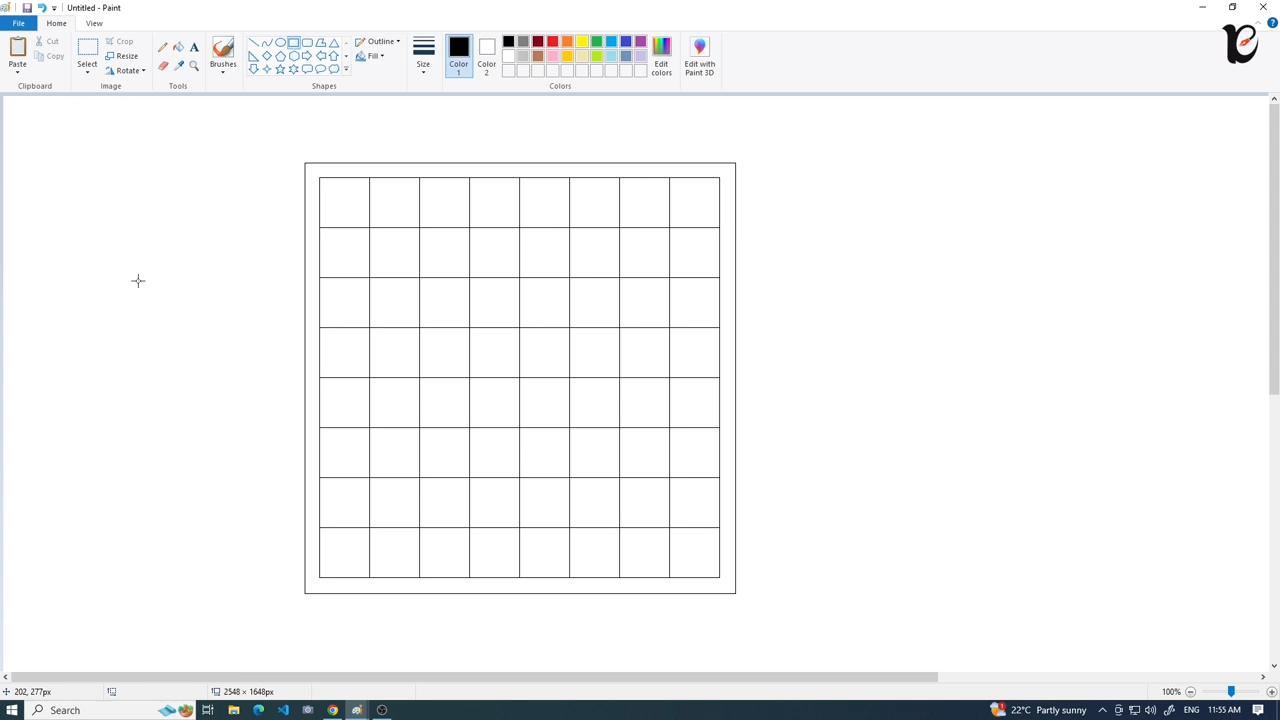 Untitled - Paint
File
Home
View
Paste
Cut
Copy
Clipboard
Select
Crop
Resize
Rotate
Image
A
Tools
Brushes
Outline
Fill
Shapes
Size
Color 1
Color 2
Edit colors
Colors
Edit with Paint 3D
202, 277px
2548 × 1648px
100%
Search
22°C Partly sunny
ENG
11:55 AM